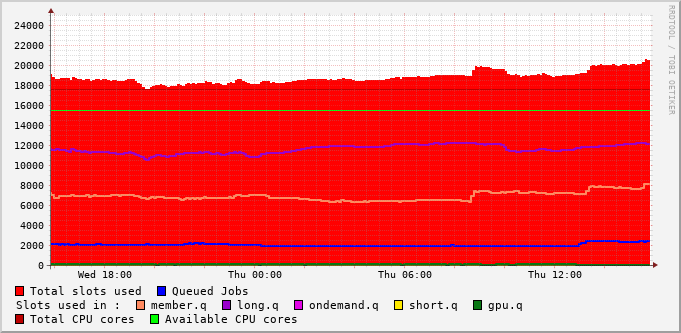 24000
22000
20000
18000
16000
14000
12000
10000
8000
6000
4000
2000
0
Wed 18:00 Thu 00:00 Thu 06:00 Thu 12:00
Total slots used Queued Jobs
Slots used in : member.q long.q ondemand.q short.q gpu.q
Total CPU cores Available CPU cores
RRDTOOL / TOBI OETIKER